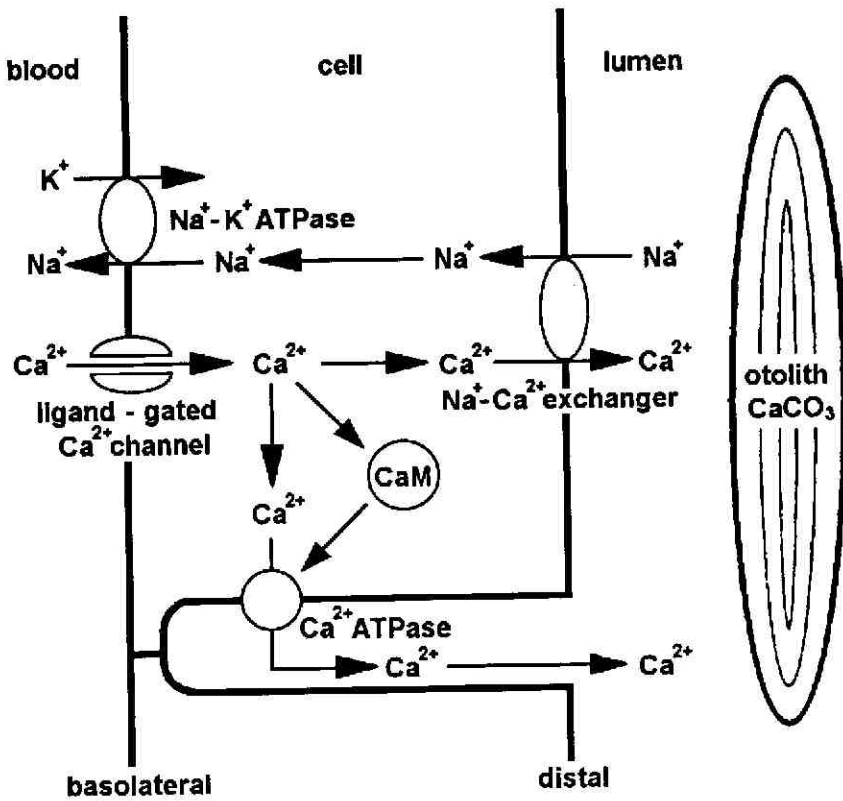 blood
cell
lumen
K⁺
Na⁺-K⁺ATPase
Na⁺
Na⁺
Na⁺
Na⁺
Ca²⁺
Ca²⁺
Ca²⁺
Ca²⁺
ligand - gated
Ca²⁺channel
Na⁺-Ca²⁺exchanger
otolith
CaCO₃
CaM
Ca²⁺
Ca²⁺ATPase
Ca²⁺
Ca²⁺
basolateral
distal